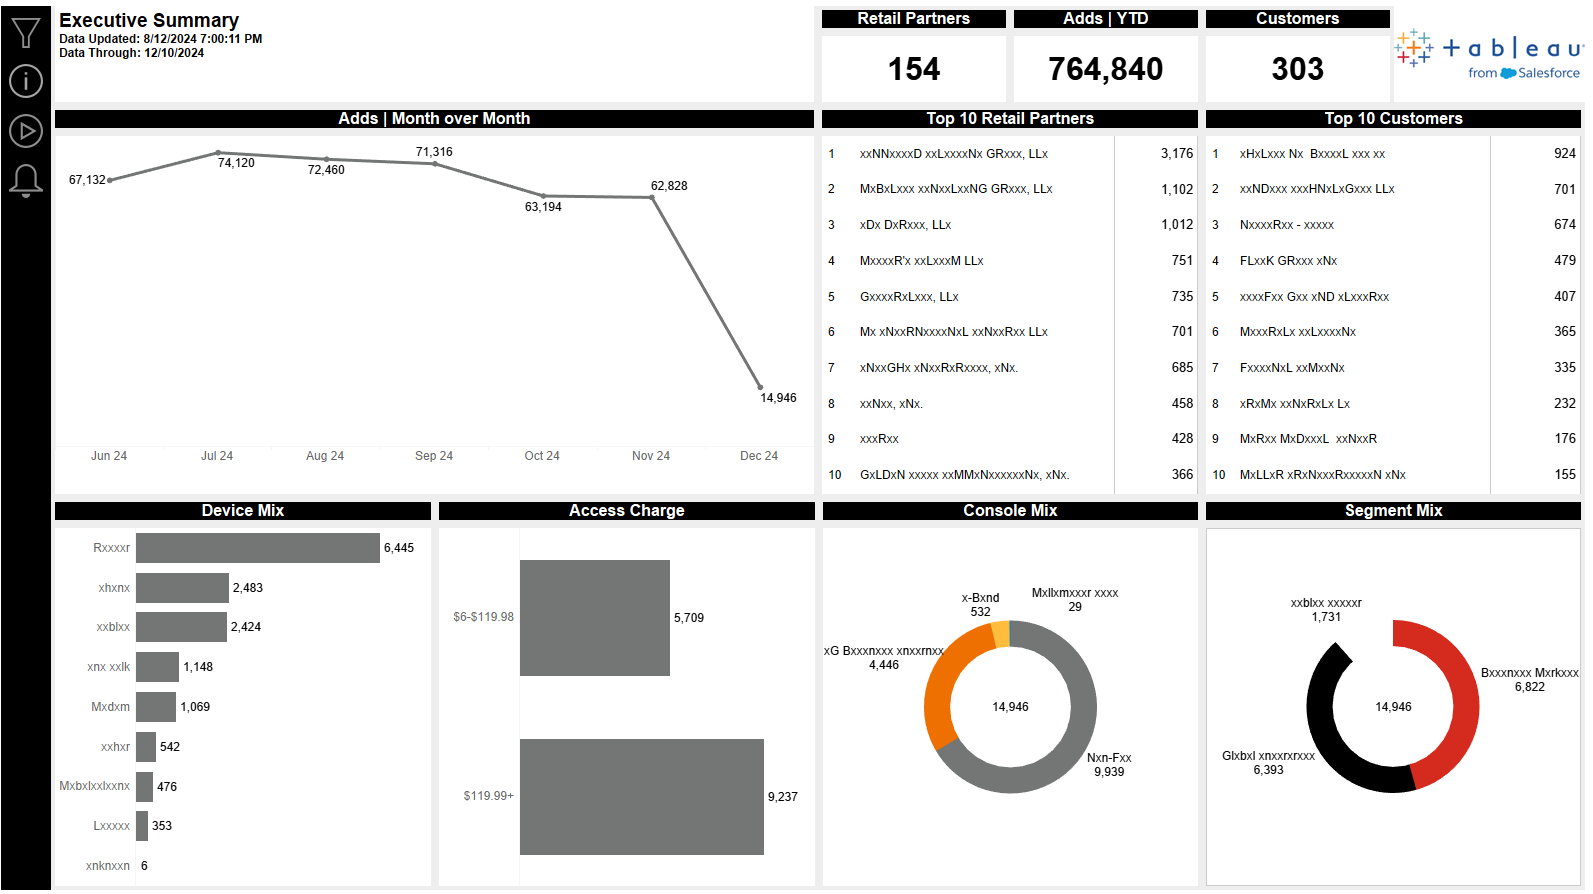 Executive Summary
Data Updated: 8/12/2024 7:00:11 PM
Data Through: 12/10/2024
Retail Partners
154
Adds | YTD
764,840
Customers
303
+ableau
from Salesforce
Adds | Month over Month
67,132
74,120
72,460
71,316
63,194
62,828
14,946
Jun 24 Jul 24 Aug 24 Sep 24 Oct 24 Nov 24 Dec 24
Top 10 Retail Partners
1 xxNNxxxxD xxLxxxxNx GRxxx, LLx 3,176
2 MxBxLxxx xxNxxLxxNG GRxxx, LLx 1,102
3 xDx DxRxxx, LLx 1,012
4 MxxxxR'x xxLxxxM LLx 751
5 GxxxxRxLxxx, LLx 735
6 Mx xNxxRNxxxxNxL xxNxxRxx LLx 701
7 xNxxGHx xNxxRxRxxxx, xNx. 685
8 xxNxx, xNx. 458
9 xxxRxx 428
10 GxLDxN xxxxx xxMMxNxxxxxxNx, xNx. 366
Top 10 Customers
1 xHxLxxx Nx BxxxxL xxx xx 924
2 xxNDxxx xxxHNxLxGxxx LLx 701
3 NxxxxRxx - xxxxx 674
4 FLxxK GRxxx xNx 479
5 xxxxFxx Gxx xND xLxxxRxx 407
6 MxxxRxLx xxLxxxxNx 365
7 FxxxxNxL xxMxxNx 335
8 xRxMx xxNxRxLx Lx 232
9 MxRxx MxDxxxL xxNxxR 176
10 MxLLxR xRxNxxxRxxxxxN xNx 155
Device Mix
Rxxxxr 6,445
xhxnx 2,483
xxblxx 2,424
xnx xxlk 1,148
Mxdxm 1,069
xxhxr 542
Mxbxlxxlxxnx 476
Lxxxxx 353
xnknxxn 6
Access Charge
$6-$119.98 5,709
$119.99+ 9,237
Console Mix
x-Bxnd
532
Mxllxmxxxr xxxx
29
xG Bxxxnxxx xnxxrnxx
4,446
14,946
Nxn-Fxx
9,939
Segment Mix
xxblxx xxxxxr
1,731
Bxxxnxxx Mxrkxxx
6,822
14,946
Glxbxl xnxxrxrxxx
6,393